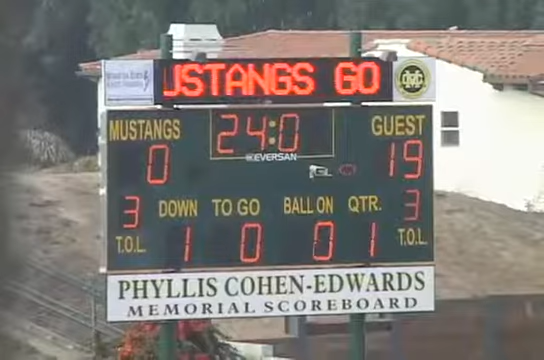 USTANGS GO
MUSTANGS 24:0 GUEST
0 EVERSAN 19
3 DOWN TO GO BALL ON QTR. 3
T.O.L. 1 0 0 1 T.O.L.
PHYLLIS COHEN-EDWARDS
MEMORIAL SCOREBOARD